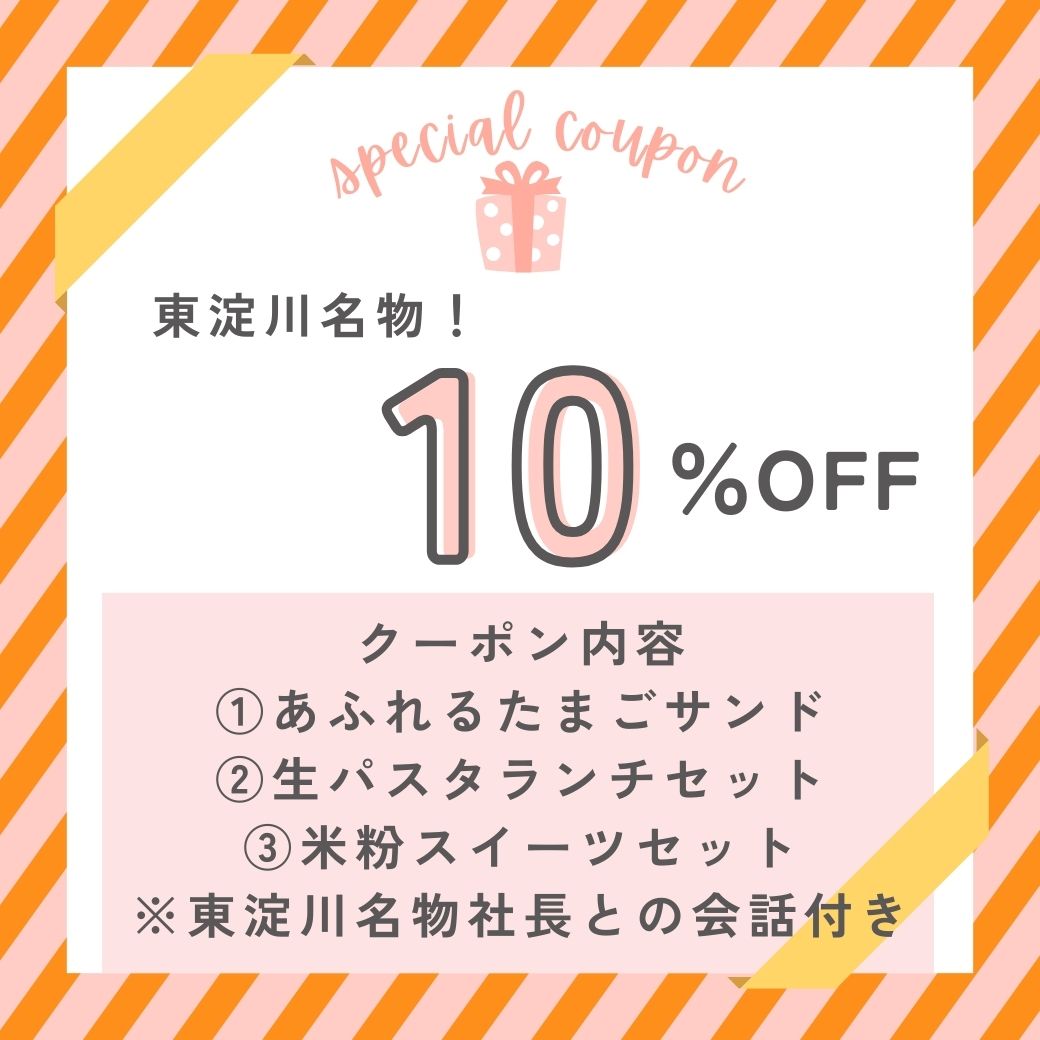 special coupon
東淀川名物！
10%OFF
クーポン内容
①あふれるたまごサンド
②生パスタランチセット
③米粉スイーツセット
※東淀川名物社長との会話付き